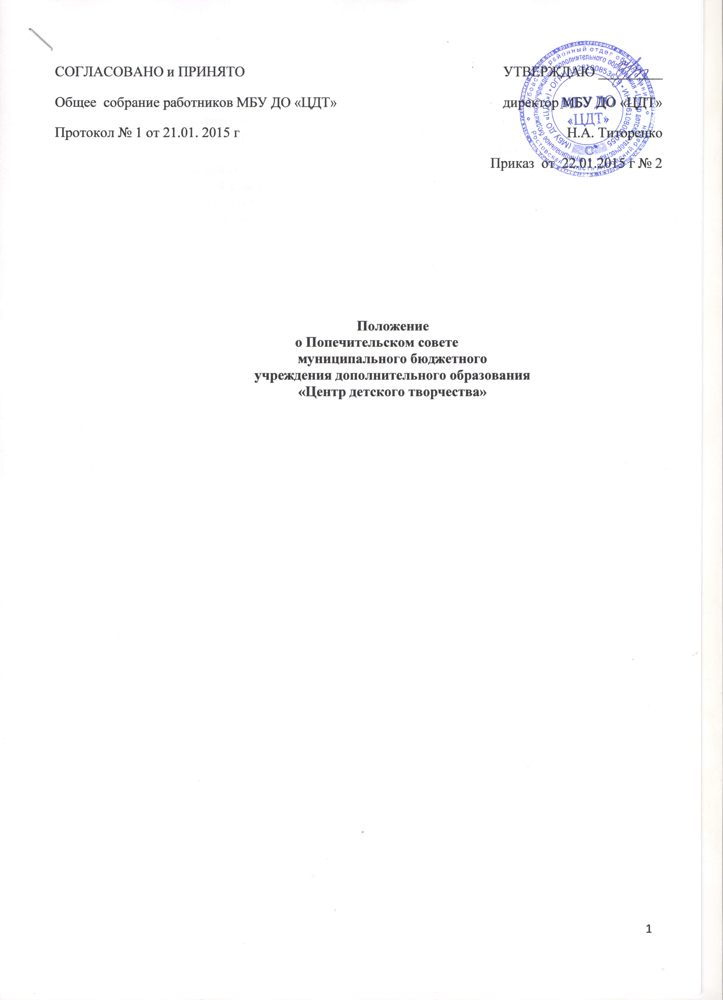 СОГЛАСОВАНО и ПРИНЯТО
УТВЕРЖДАЮ
Общее собрание работников МБУ ДО «ЦДТ»
директор МБУ ДО «ЦДТ»
Протокол № 1 от 21.01. 2015 г
Н.А. Титоренко
Приказ от 22.01.2015 г № 2
МБУ ДО
«ЦДТ»
Положение
о Попечительском совете
муниципального бюджетного
учреждения дополнительного образования
«Центр детского творчества»
1